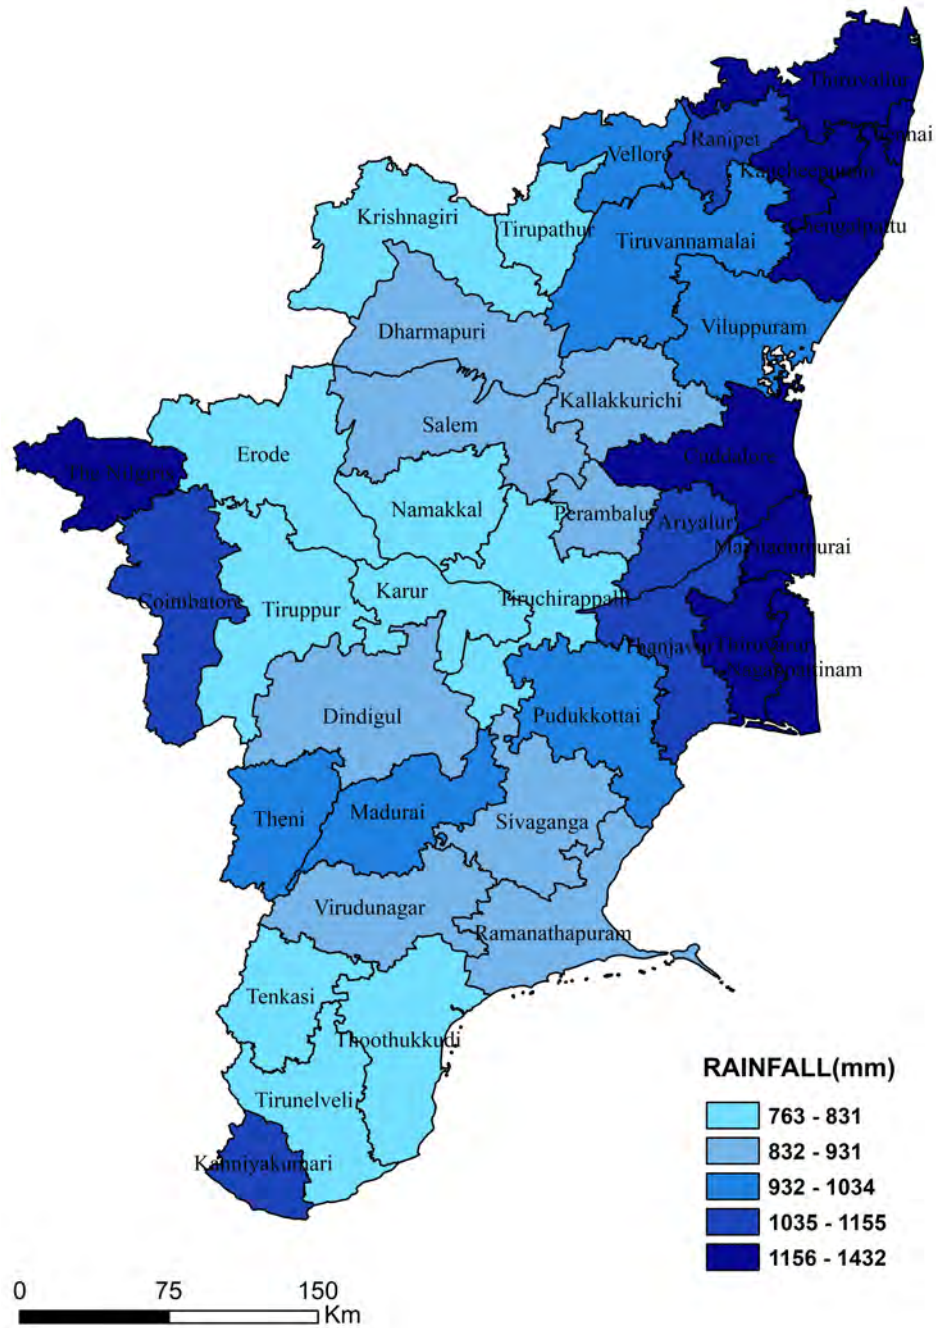 Thiruvallur
Chennai
Ranipet
Vellore
Kancheepuram
Krishnagiri
Tirupathur
Chengalpattu
Tiruvannamalai
Dharmapuri
Viluppuram
Kallakkurichi
Salem
Erode
Cuddalore
The Nilgiris
Namakkal
Perambalur
Ariyalur
Mayiladuthurai
Karur
Tiruchirappalli
Coimbatore
Tiruppur
Thanjavur
Thiruvarur
Nagapattinam
Dindigul
Pudukkottai
Theni
Madurai
Sivaganga
Virudunagar
Ramanathapuram
Tenkasi
Thoothukkudi
Tirunelveli
Kanniyakumari
RAINFALL(mm)
763 - 831
832 - 931
932 - 1034
1035 - 1155
1156 - 1432
0 75 150
Km